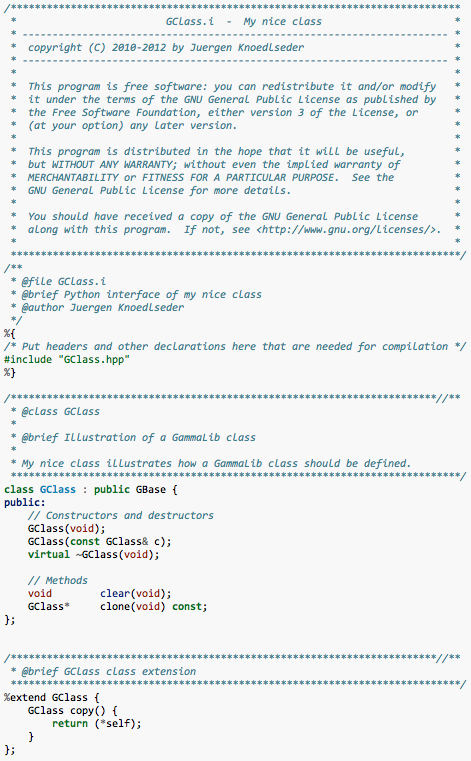 /***************************************************************************
 *                         GClass.i  -  My nice class                      *
 * ----------------------------------------------------------------------- *
 *  copyright (C) 2010-2012 by Juergen Knoedlseder                         *
 * ----------------------------------------------------------------------- *
 *                                                                         *
 *  This program is free software: you can redistribute it and/or modify   *
 *  it under the terms of the GNU General Public License as published by   *
 *  the Free Software Foundation, either version 3 of the License, or      *
 *  (at your option) any later version.                                    *
 *                                                                         *
 *  This program is distributed in the hope that it will be useful,        *
 *  but WITHOUT ANY WARRANTY; without even the implied warranty of         *
 *  MERCHANTABILITY or FITNESS FOR A PARTICULAR PURPOSE.  See the          *
 *  GNU General Public License for more details.                           *
 *                                                                         *
 *  You should have received a copy of the GNU General Public License      *
 *  along with this program.  If not, see <http://www.gnu.org/licenses/>.  *
 *                                                                         *
 ***************************************************************************/
/**
 * @file GClass.i
 * @brief Python interface of my nice class
 * @author Juergen Knoedlseder
 */
%{
/* Put headers and other declarations here that are needed for compilation */
#include "GClass.hpp"
%}

/***********************************************************************//**
 * @class GClass
 *
 * @brief Illustration of a GammaLib class
 *
 * My nice class illustrates how a GammaLib class should be defined.
 ***************************************************************************/
class GClass : public GBase {
public:
    // Constructors and destructors
    GClass(void);
    GClass(const GClass& c);
    virtual ~GClass(void);

    // Methods
    void        clear(void);
    GClass*     clone(void) const;
};


/***********************************************************************//**
 * @brief GClass class extension
 ***************************************************************************/
%extend GClass {
    GClass copy() {
        return (*self);
    }
};